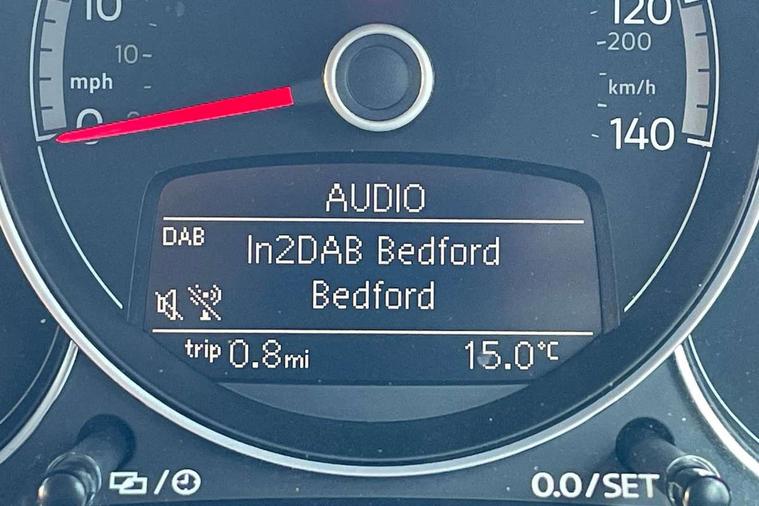 10
120
10
200
mph
km/h
0
140
AUDIO
DAB
In2DAB Bedford
Bedford
trip 0.8mi
15.0°C
/
0.0/SET